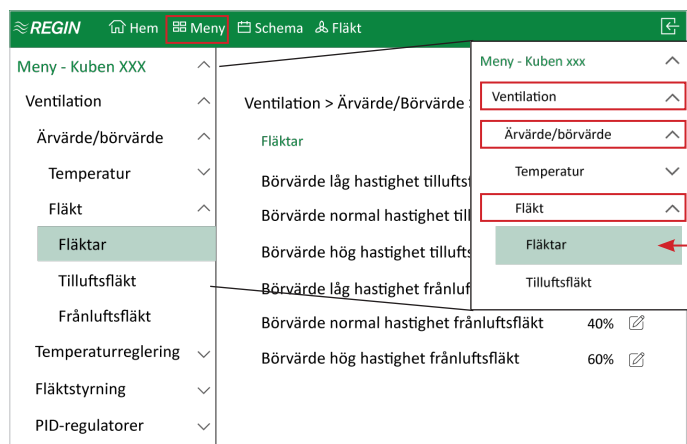 REGIN Hem Meny Schema Fläkt
Meny - Kuben XXX
Ventilation
Ärvärde/börvärde
Temperatur
Fläkt
Fläktar
Tilluftsfläkt
Frånluftsfläkt
Temperaturreglering
Fläktstyrning
PID-regulatorer
Ventilation > Ärvärde/Börvärde >
Fläktar
Börvärde låg hastighet tillufts
Börvärde normal hastighet till
Börvärde hög hastighet tillufts
Börvärde låg hastighet frånluf
Börvärde normal hastighet frånluftsfläkt 40%
Börvärde hög hastighet frånluftsfläkt 60%
Meny - Kuben xxx
Ventilation
Ärvärde/börvärde
Temperatur
Fläkt
Fläktar
Tilluftsfläkt